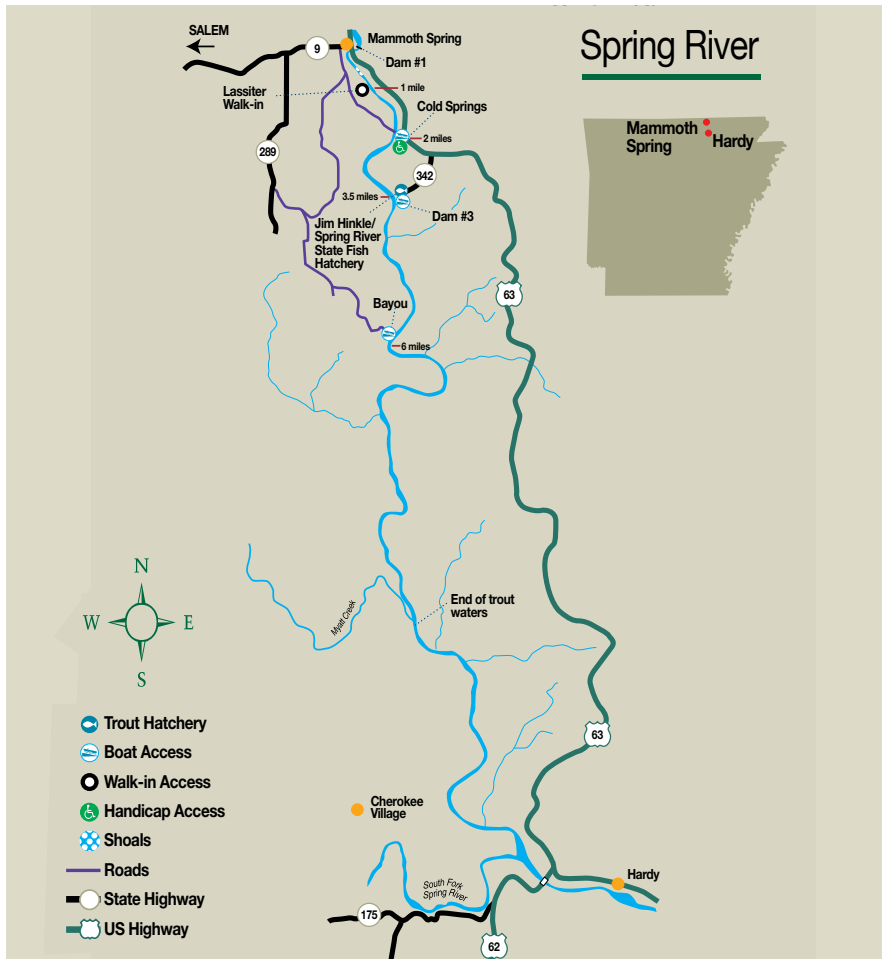 Spring River
SALEM
9
Mammoth Spring
Dam #1
1 mile
Lassiter
Walk-in
Cold Springs
2 miles
289
342
3.5 miles
Dam #3
Jim Hinkle/
Spring River
State Fish
Hatchery
Mammoth
Spring
Hardy
63
Bayou
6 miles
N
W
E
S
Myatt Creek
End of trout
waters
63
Trout Hatchery
Boat Access
Walk-in Access
Handicap Access
Shoals
Roads
State Highway
US Highway
Cherokee
Village
Hardy
South Fork
Spring River
175
62